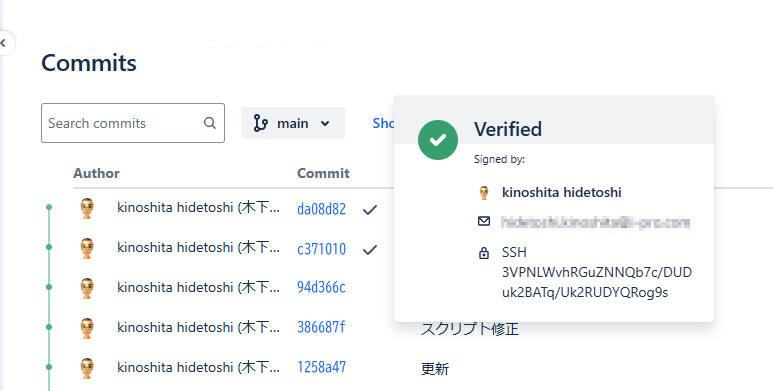 Commits
Search commits
main
Sho
Verified
Signed by:
kinoshita hidetoshi
SSH
3VPNLWvhRGuZNNQb7c/DUD
uk2BATq/Uk2RUDYQRog9s
Author Commit
kinoshita hidetoshi (木下... da08d82
kinoshita hidetoshi (木下... c371010
kinoshita hidetoshi (木下... 94d366c
kinoshita hidetoshi (木下... 386687f スクリプト修正
kinoshita hidetoshi (木下... 1258a47 更新